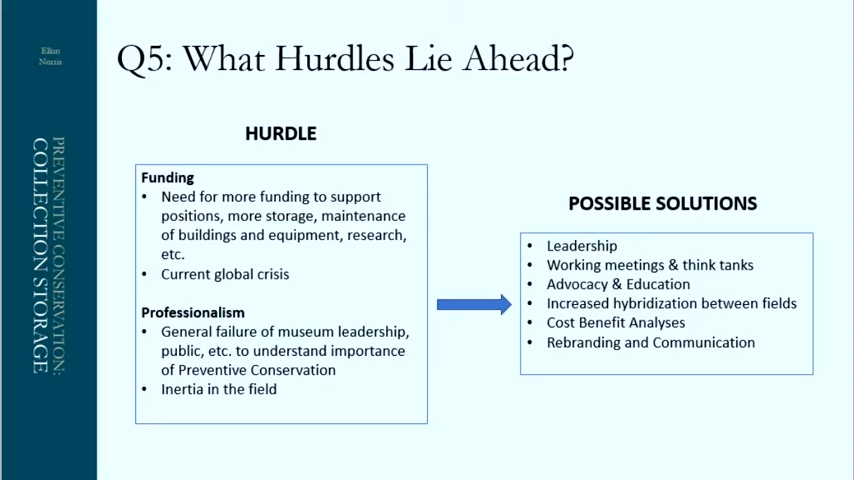 Elkin
Norris
PREVENTIVE CONSERVATION:
COLLECTION STORAGE
Q5: What Hurdles Lie Ahead?
HURDLE
Funding
• Need for more funding to support
positions, more storage, maintenance
of buildings and equipment, research,
etc.
• Current global crisis
Professionalism
• General failure of museum leadership,
public, etc. to understand importance
of Preventive Conservation
• Inertia in the field
POSSIBLE SOLUTIONS
• Leadership
• Working meetings & think tanks
• Advocacy & Education
• Increased hybridization between fields
• Cost Benefit Analyses
• Rebranding and Communication